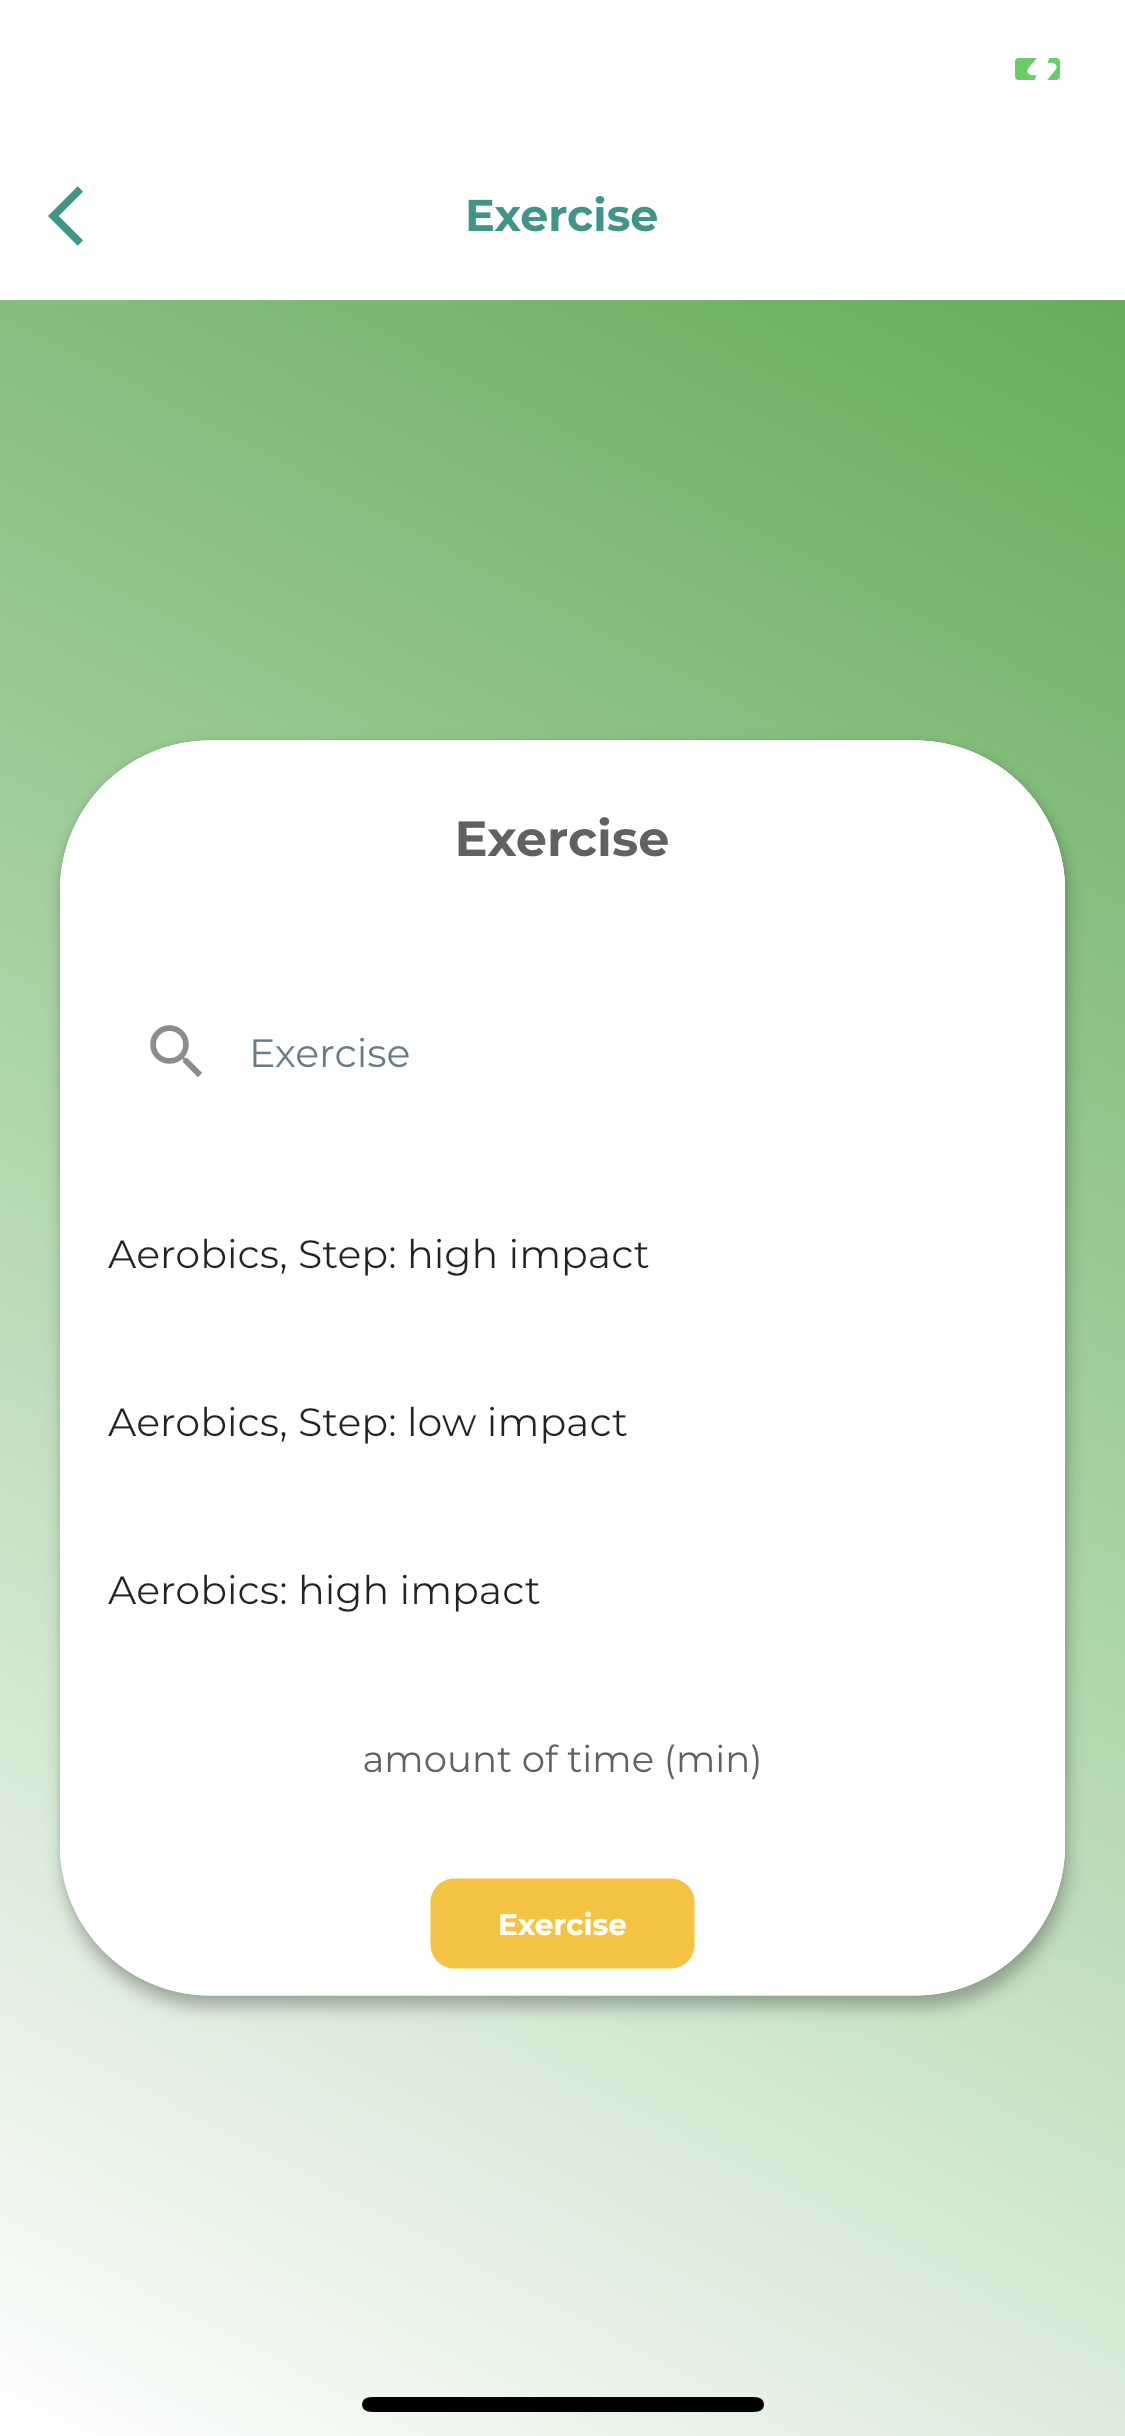 Exercise
Exercise
Exercise
Aerobics, Step: high impact
Aerobics, Step: low impact
Aerobics: high impact
amount of time (min)
Exercise